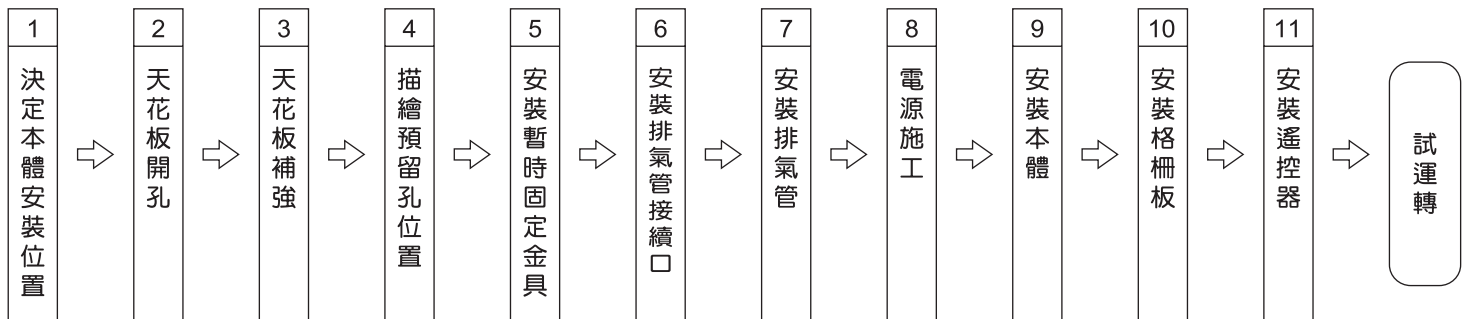 1
決定本體安裝位置
2
天花板開孔
3
天花板補強
4
描繪預留孔位置
5
安裝暫時固定金具
6
安裝排氣管接續口
7
安裝排氣管
8
電源施工
9
安裝本體
10
安裝格柵板
11
安裝遙控器
試運轉